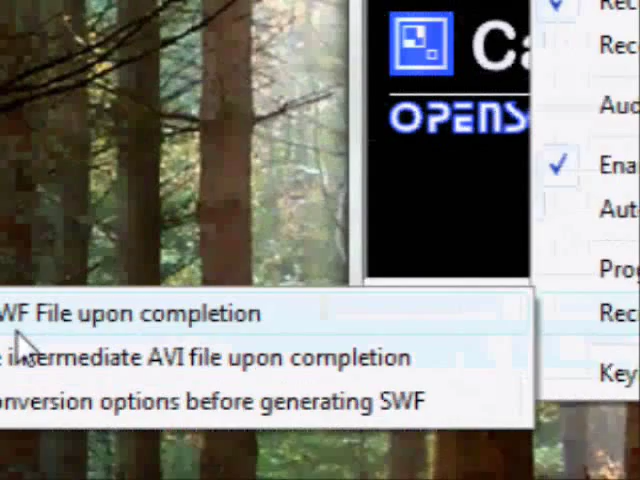 Rec
Ca
Rec
Aud
OPENS
Ena
Aut
Prog
WF File upon completion
Rec
intermediate AVI file upon completion
Key
onversion options before generating SWF